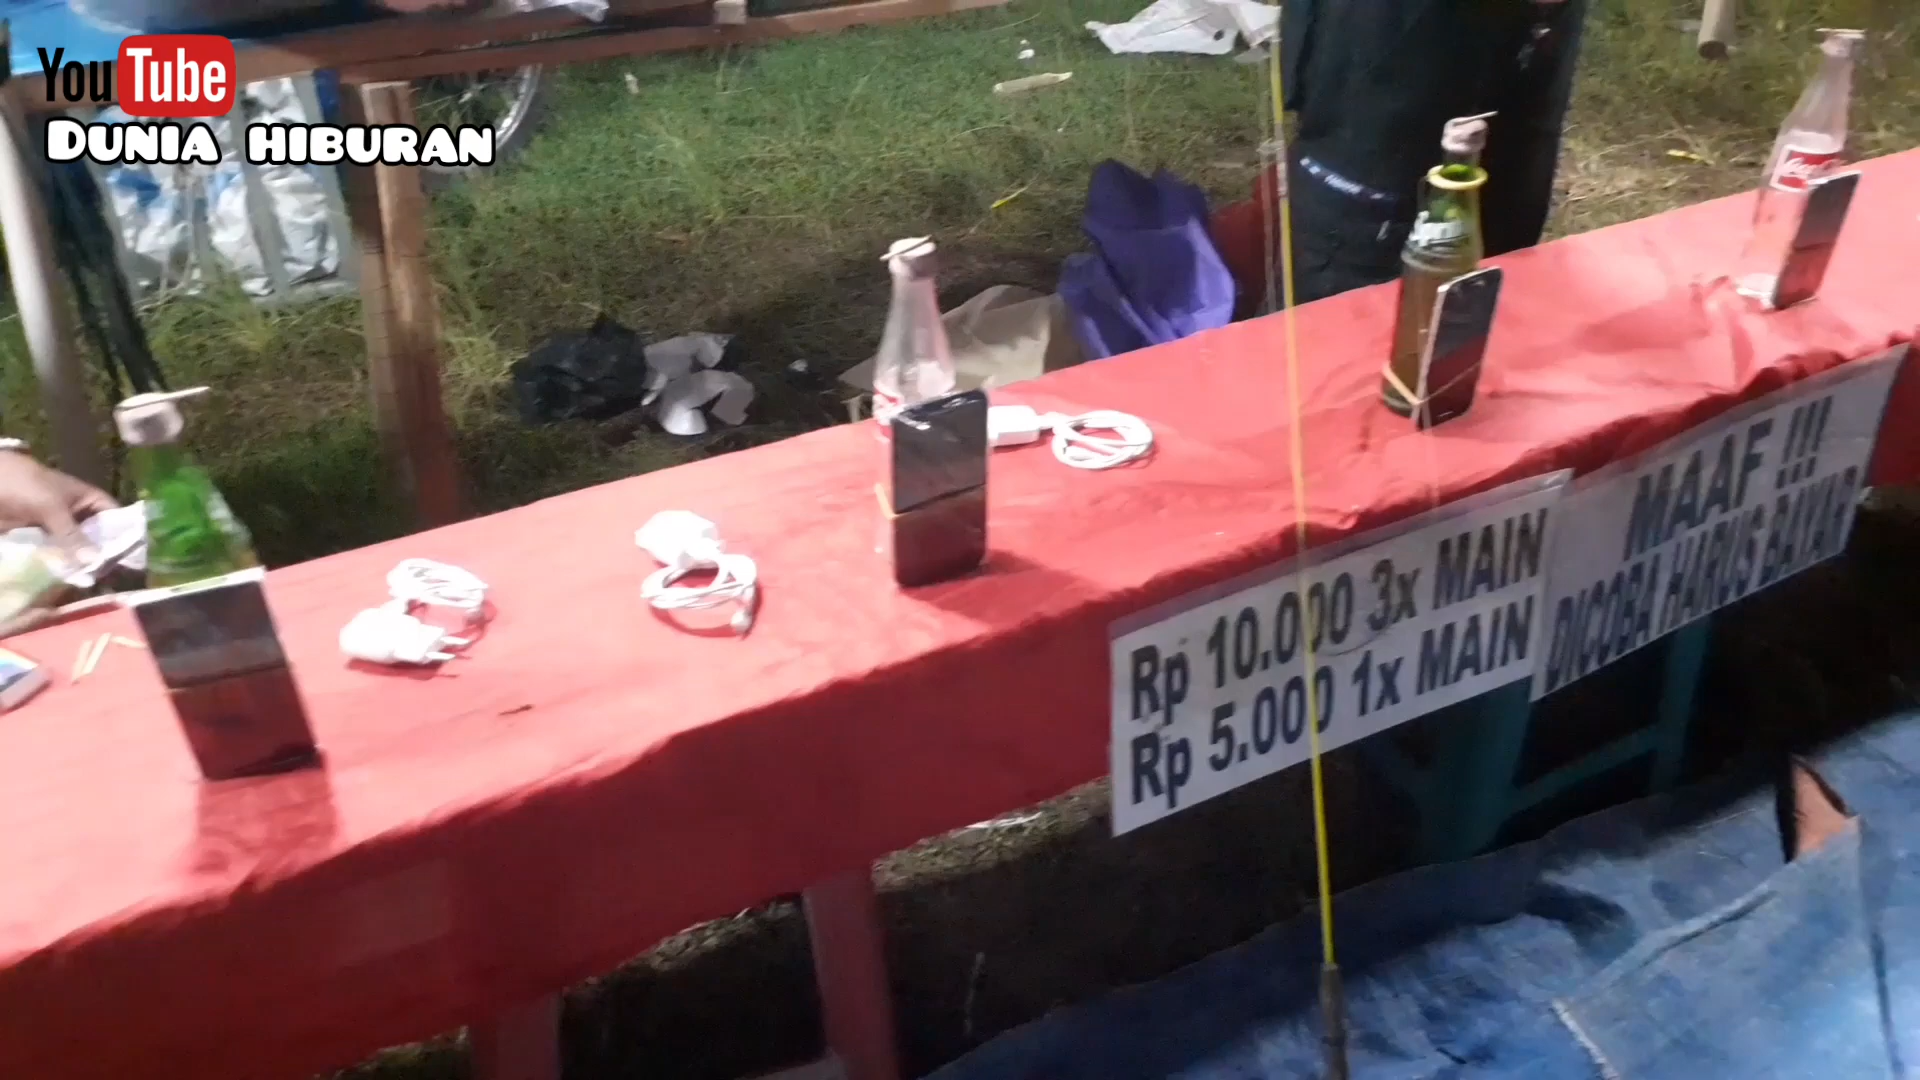 YouTube
DUNIA HIBURAN
Rp 10.000 3x MAIN
Rp 5.000 1x MAIN
MAAF !!!
DICOBA HARUS BAYAR